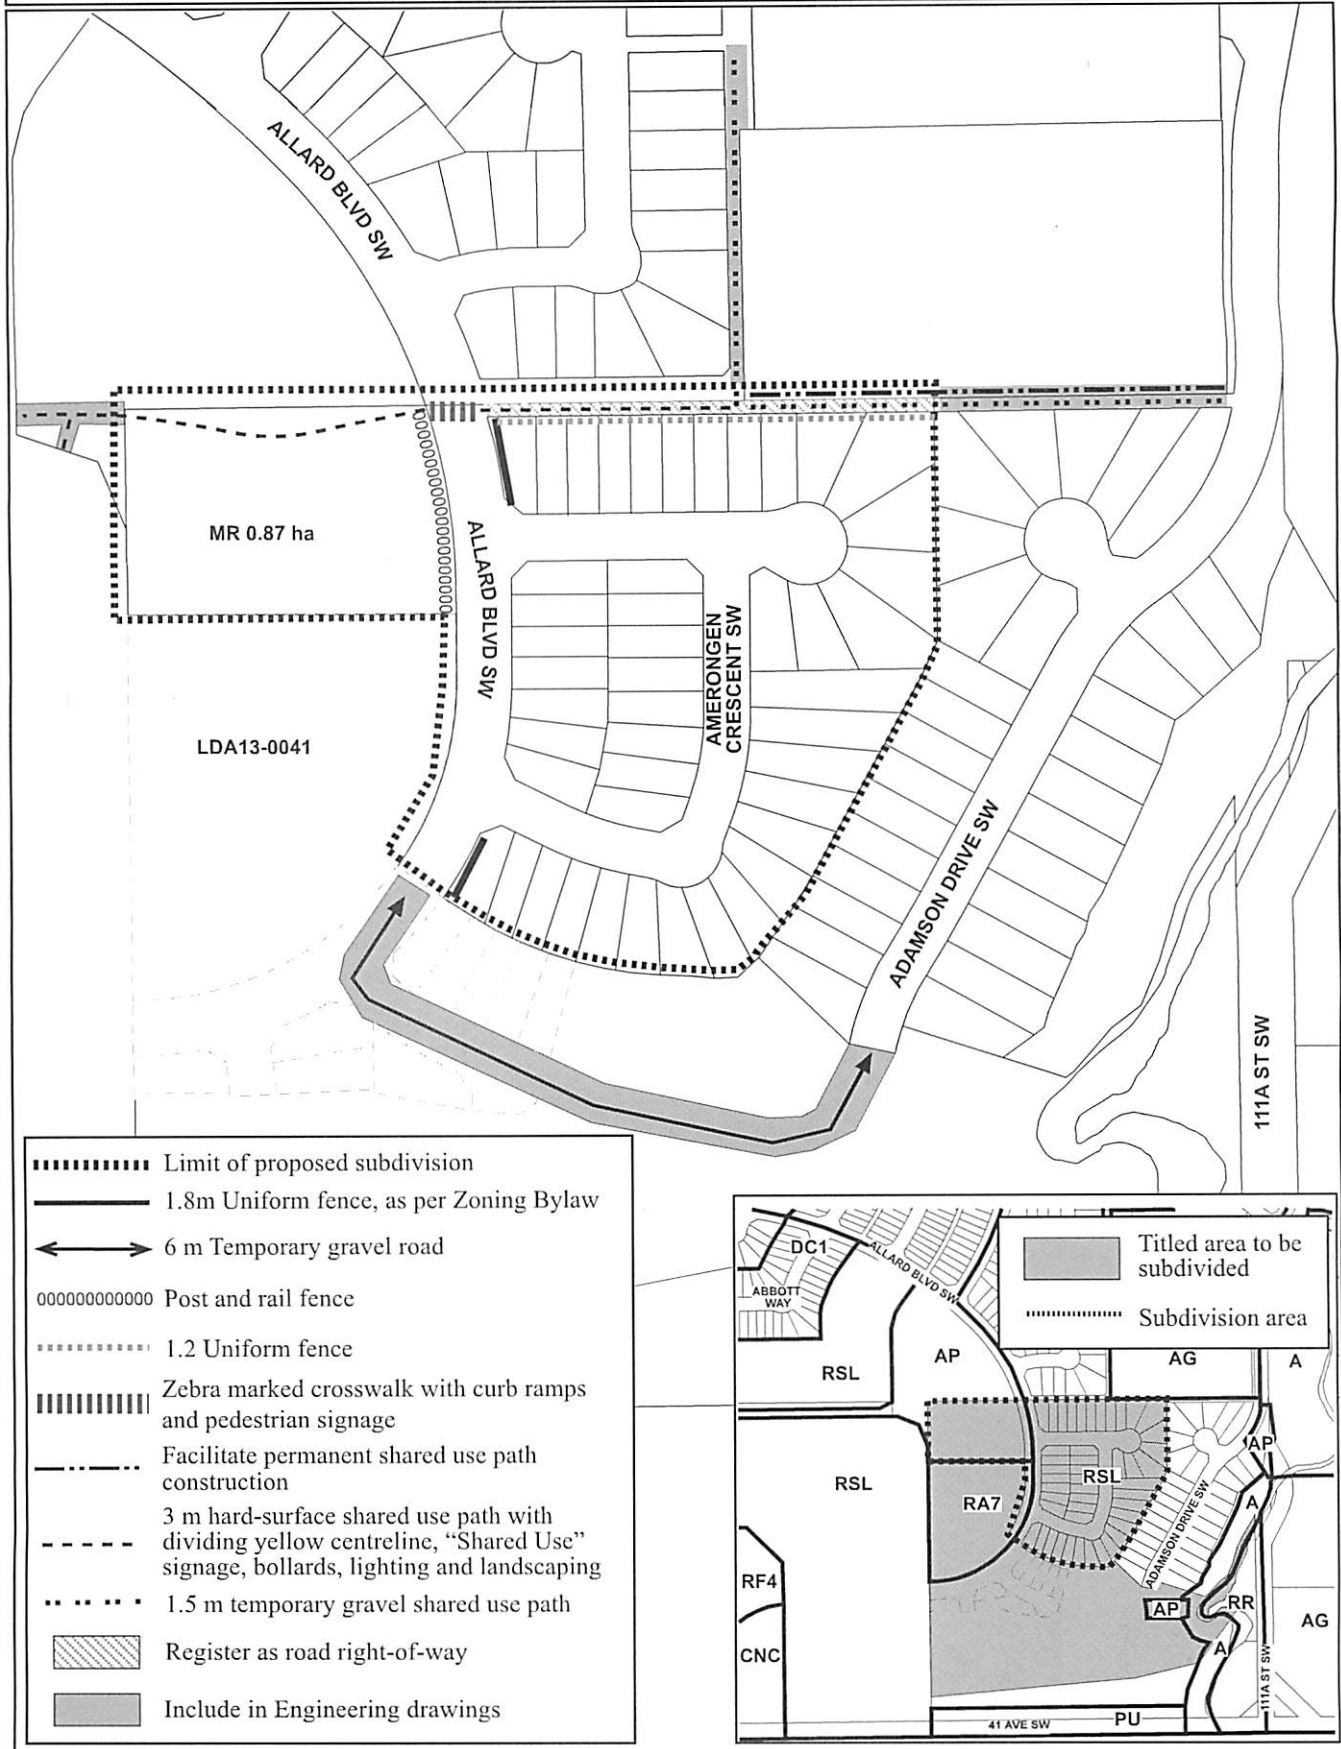 ALLARD BLVD SW
MR 0.87 ha
ALLARD BLVD SW
AMERONGEN
CRESCENT SW
LDA13-0041
ADAMSON DRIVE SW
111A ST SW
Limit of proposed subdivision
1.8m Uniform fence, as per Zoning Bylaw
6 m Temporary gravel road
Post and rail fence
1.2 Uniform fence
Zebra marked crosswalk with curb ramps
and pedestrian signage
Facilitate permanent shared use path
construction
3 m hard-surface shared use path with
dividing yellow centreline, “Shared Use”
signage, bollards, lighting and landscaping
1.5 m temporary gravel shared use path
Register as road right-of-way
Include in Engineering drawings
Titled area to be
subdivided
Subdivision area
DC1
ALLARD BLVD SW
ABBOTT
WAY
RSL
AP
AG
A
RSL
RA7
RSL
AP
A
ADAMSON DRIVE SW
RF4
AP
RR
AG
CNC
A
111A ST SW
41 AVE SW
PU